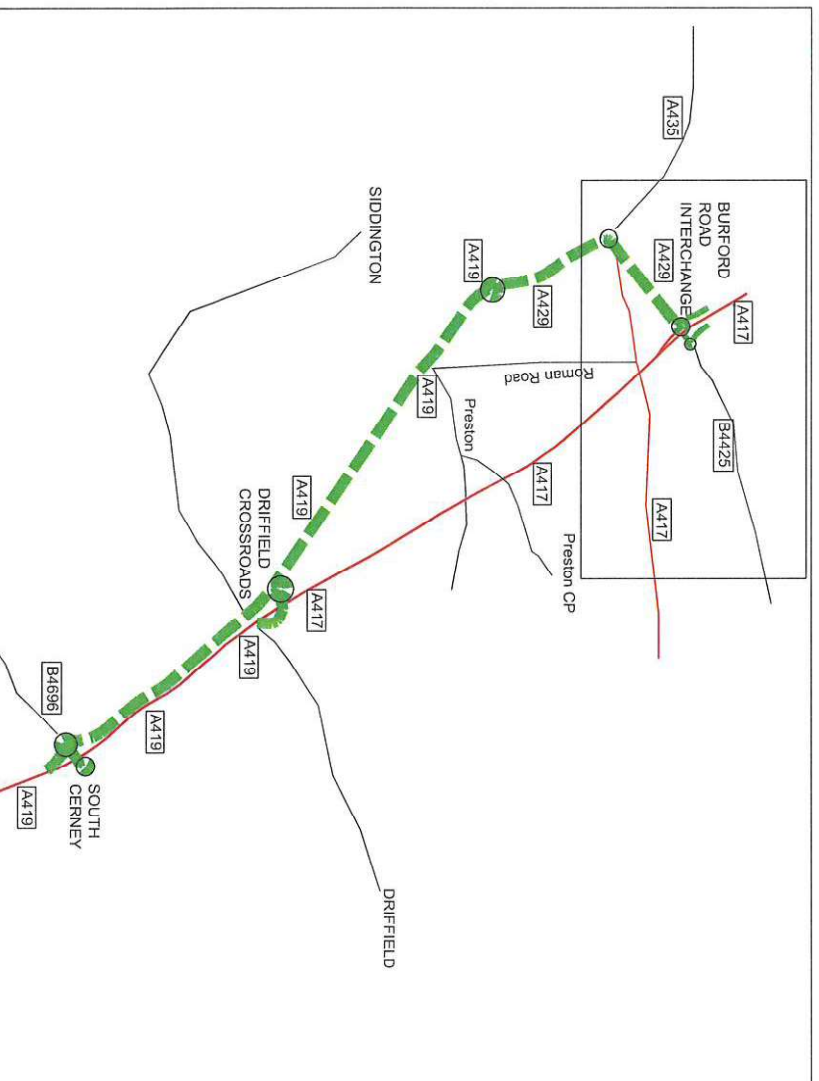 A435
BURFORD
ROAD
INTERCHANGE
A429
A417
B4425
A417
A419
A429
Roman Road
A417
Preston
Preston CP
A419
SIDDINGTON
A419
DRIFFIELD
CROSSROADS
A417
A419
A419
B4696
SOUTH
CERNEY
A419
DRIFFIELD